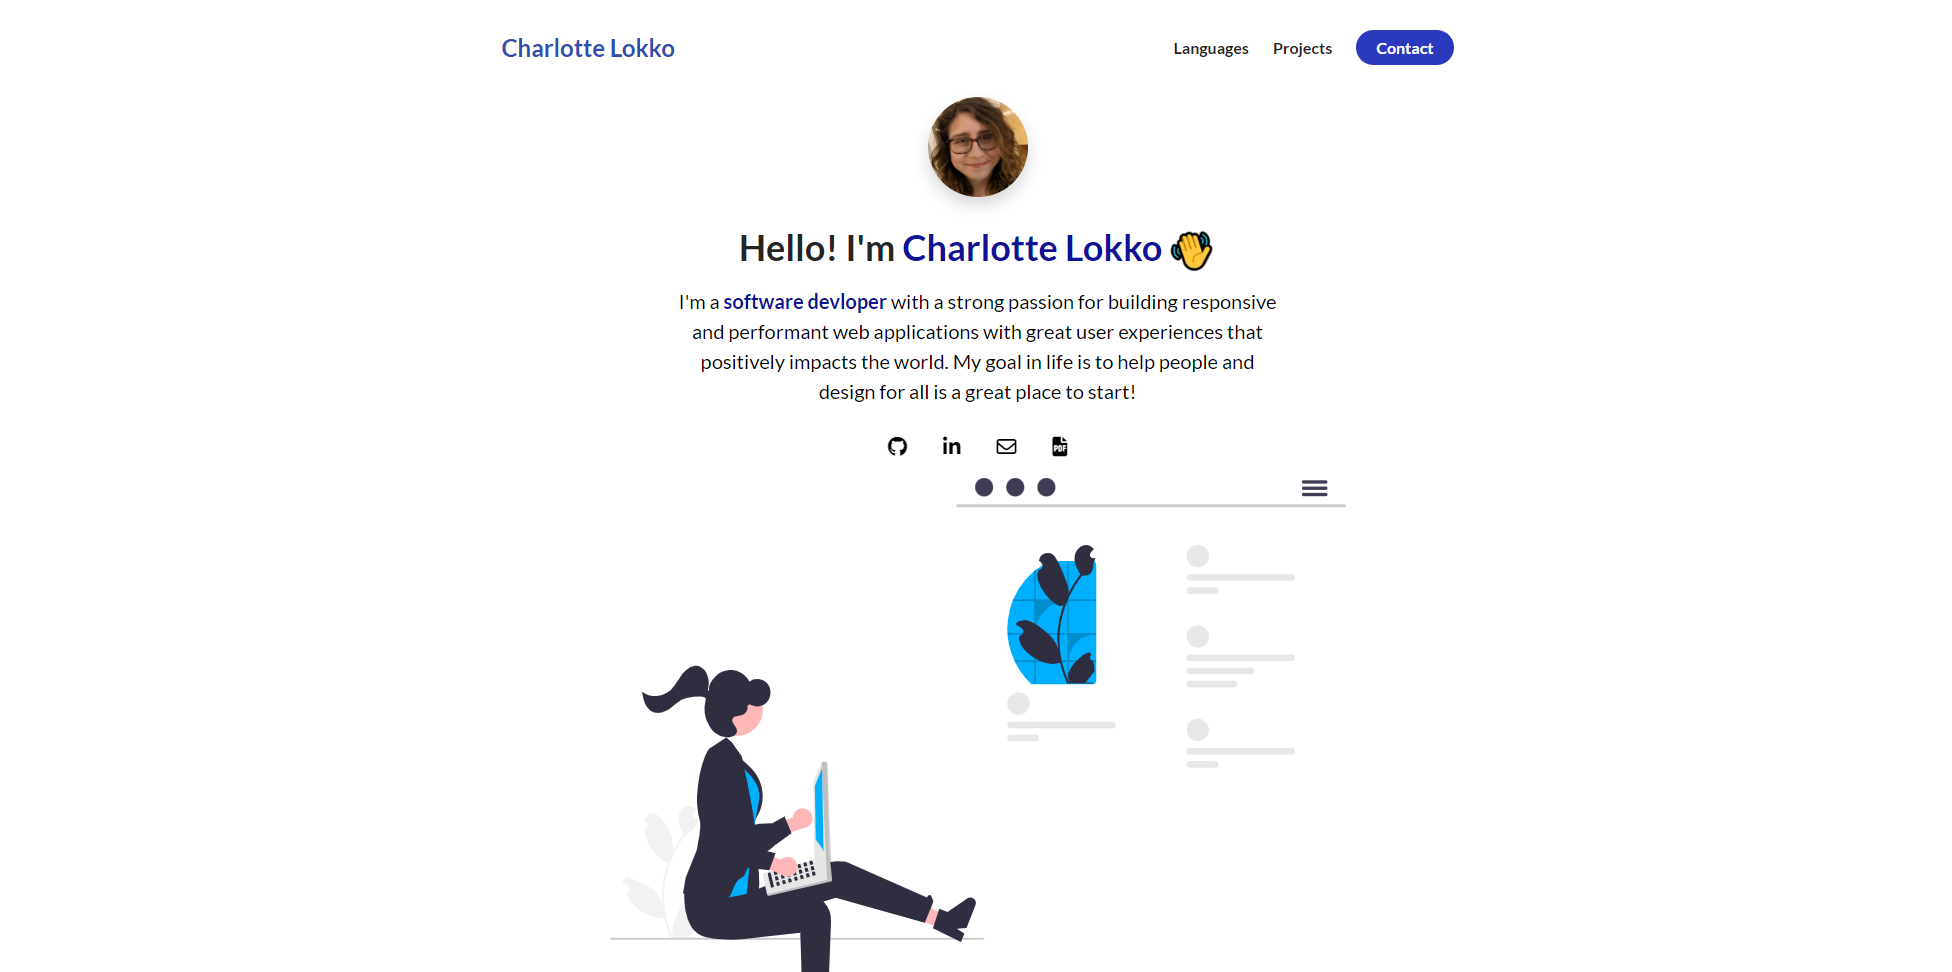 Charlotte Lokko
Languages Projects Contact
Hello! I'm Charlotte Lokko 👋
I'm a software devloper with a strong passion for building responsive
and performant web applications with great user experiences that
positively impacts the world. My goal in life is to help people and
design for all is a great place to start!
in
PDF